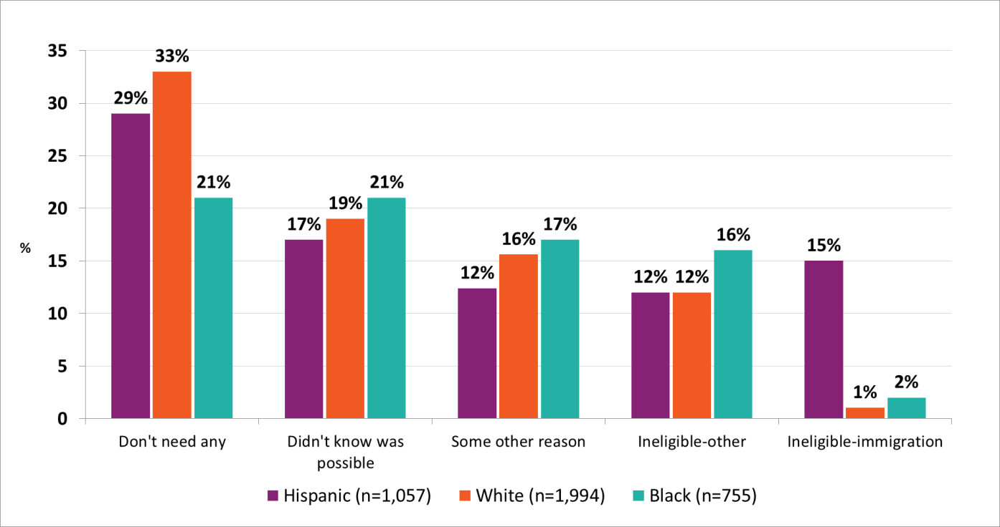 35
30
25
20
15
10
5
0
%
29%
33%
21%
17%
19%
21%
12%
16%
17%
12%
12%
16%
15%
1%
2%
Don't need any
Didn't know was
possible
Some other reason
Ineligible-other
Ineligible-immigration
Hispanic (n=1,057)
White (n=1,994)
Black (n=755)